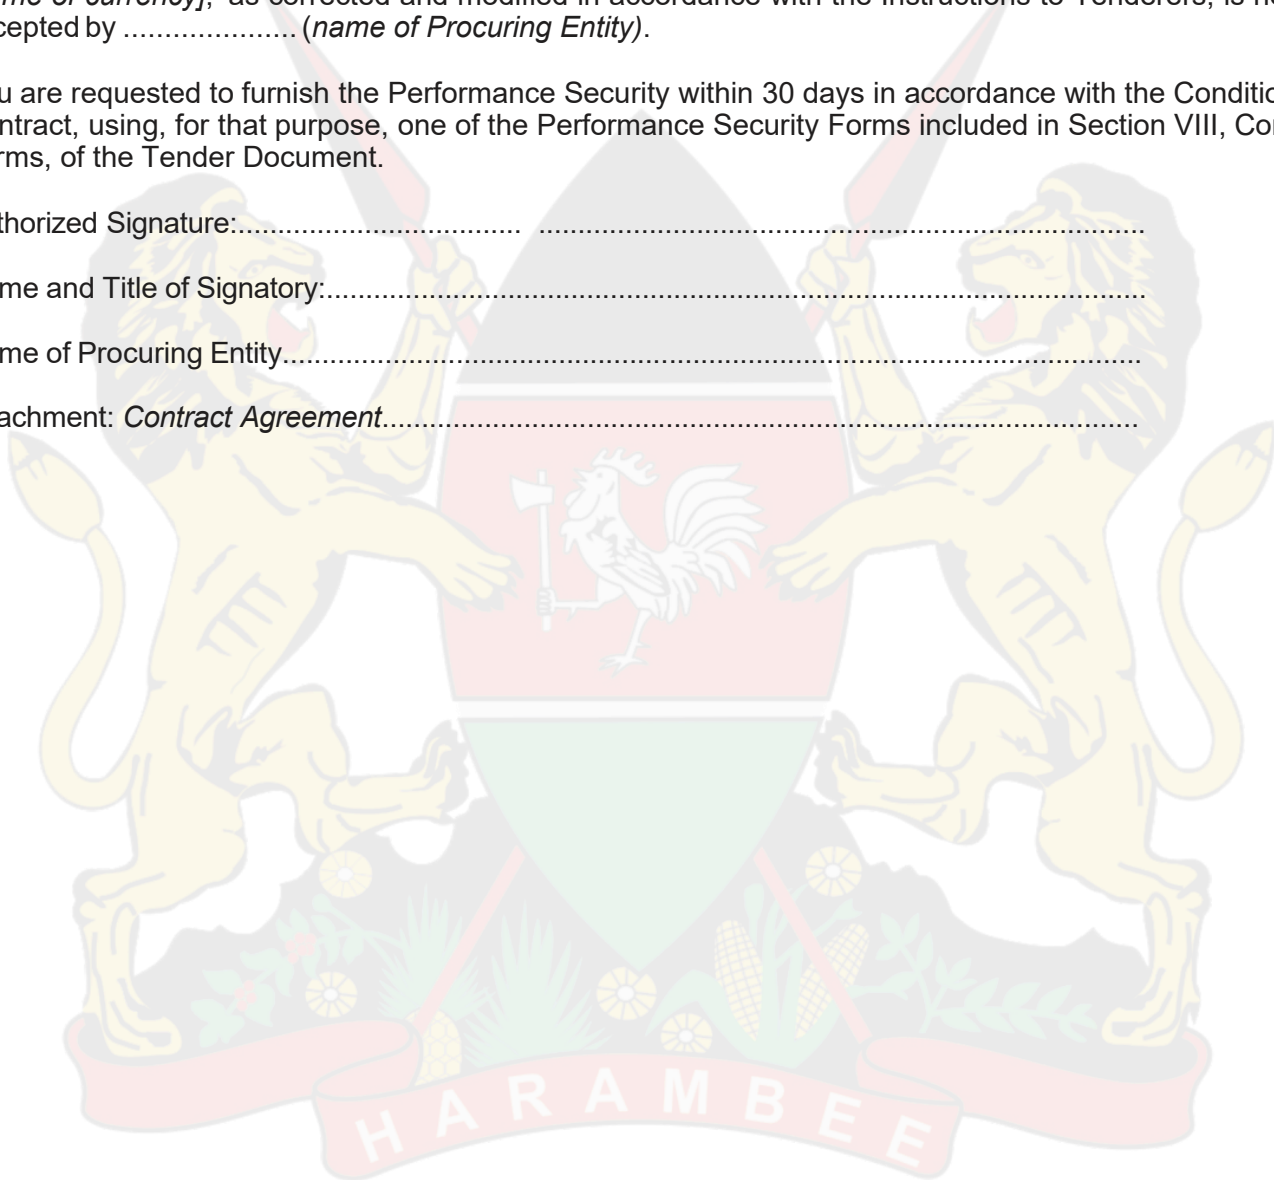 me of currency], as corrected and modified in accordance with the Instructions to Tenderers, is
cepted by ..................... (name of Procuring Entity).
u are requested to furnish the Performance Security within 30 days in accordance with the Conditio
ntract, using, for that purpose, one of the Performance Security Forms included in Section VIII, Con
rms, of the Tender Document.
thorized Signature:.................................... .............................................................................
me and Title of Signatory:........................................................................................................
me of Procuring Entity.............................................................................................................
achment: Contract Agreement................................................................................................
HARAMBEE